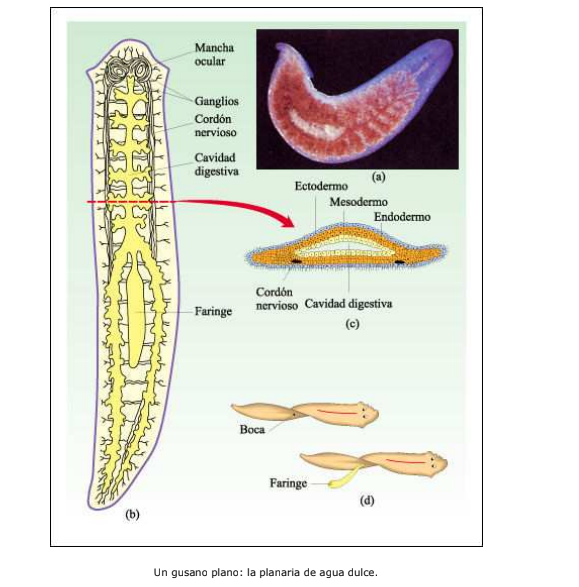 Mancha
ocular
Ganglios
Cordón
nervioso
Cavidad
digestiva
Faringe
(b)
(a)
Ectodermo
Mesodermo
Endodermo
Cordón
nervioso
Cavidad digestiva
(c)
Boca
Faringe
(d)
Un gusano plano: la planaria de agua dulce.